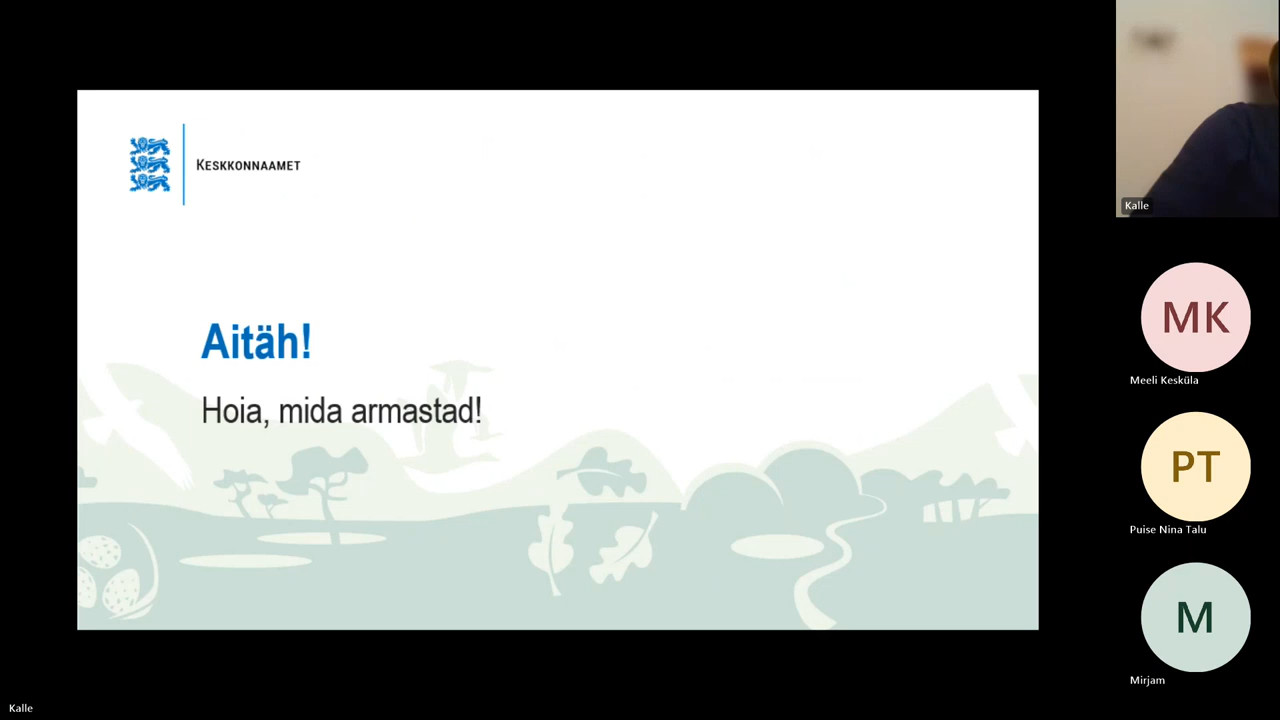 KESKKONNAAMET
Aitäh!
Hoia, mida armastad!
Kalle
MK
Meeli Kesküla
PT
Puise Nina Talu
M
Mirjam
Kalle